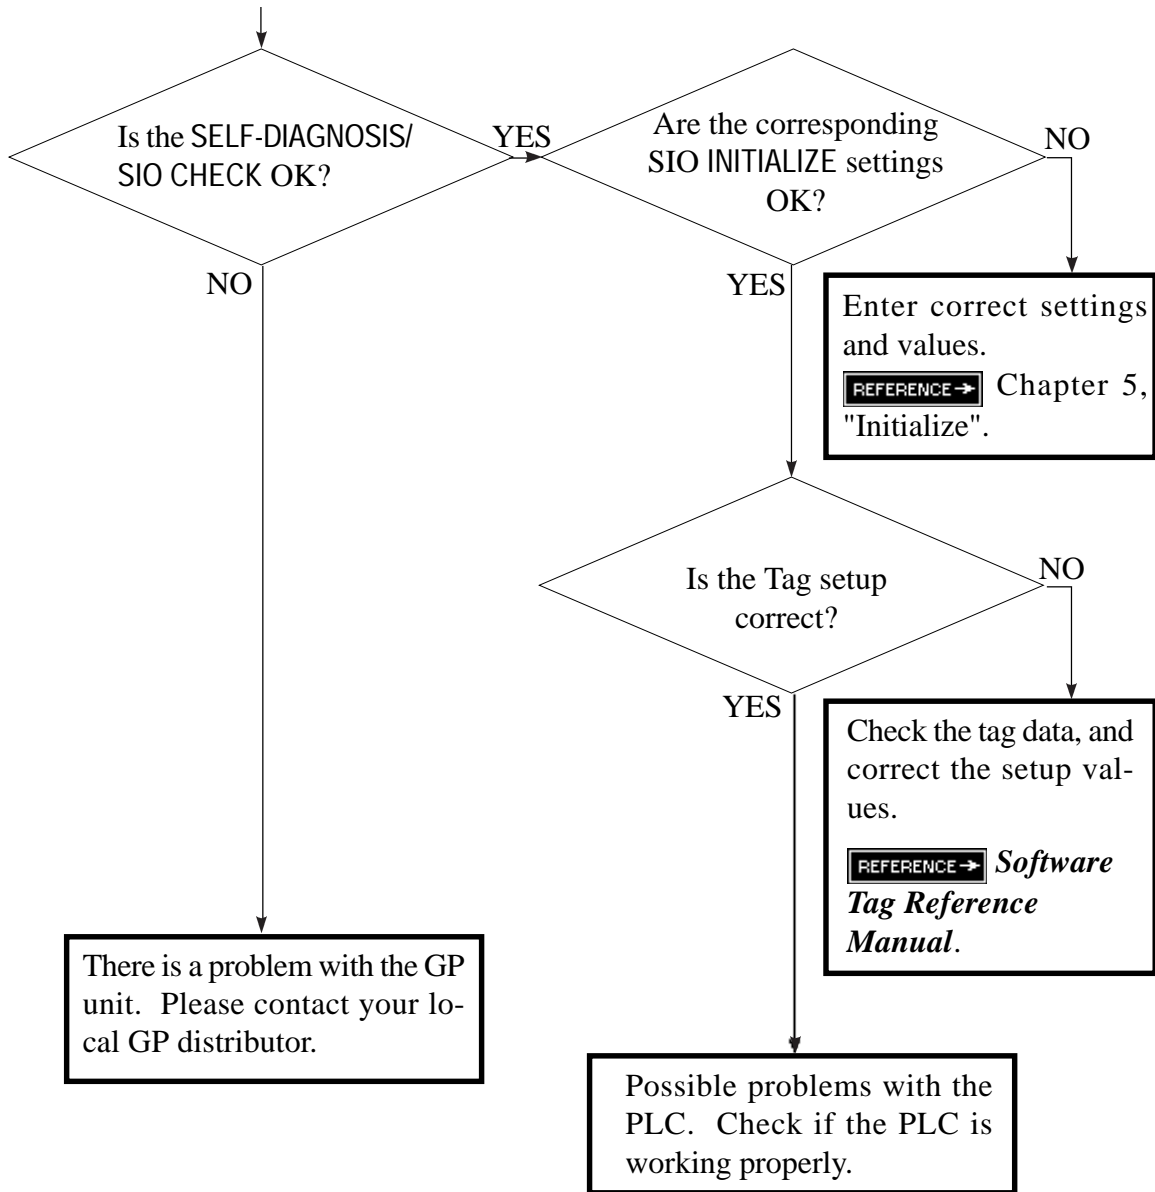 Is the SELF-DIAGNOSIS/
SIO CHECK OK?
YES
NO
Are the corresponding
SIO INITIALIZE settings
OK?
NO
YES
Enter correct settings
and values.
REFERENCE→ Chapter 5,
"Initialize".
Is the Tag setup
correct?
NO
YES
Check the tag data, and
correct the setup val-
ues.
REFERENCE→ Software
Tag Reference
Manual.
There is a problem with the GP
unit. Please contact your lo-
cal GP distributor.
Possible problems with the
PLC. Check if the PLC is
working properly.